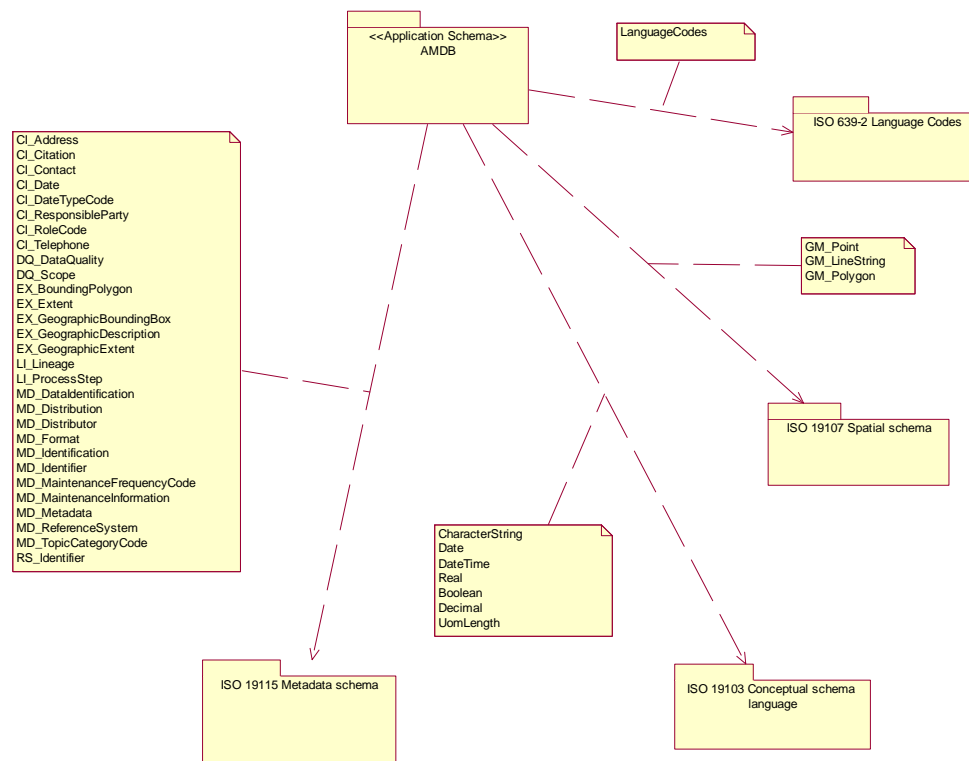 <<Application Schema>>
AMDB
LanguageCodes
ISO 639-2 Language Codes
CI_Address
CI_Citation
CI_Contact
CI_Date
CI_DateTypeCode
CI_ResponsibleParty
CI_RoleCode
CI_Telephone
DQ_DataQuality
DQ_Scope
EX_BoundingPolygon
EX_Extent
EX_GeographicBoundingBox
EX_GeographicDescription
EX_GeographicExtent
LI_Lineage
LI_ProcessStep
MD_DataIdentification
MD_Distribution
MD_Distributor
MD_Format
MD_Identification
MD_Identifier
MD_MaintenanceFrequencyCode
MD_MaintenanceInformation
MD_Metadata
MD_ReferenceSystem
MD_TopicCategoryCode
RS_Identifier
GM_Point
GM_LineString
GM_Polygon
ISO 19107 Spatial schema
CharacterString
Date
DateTime
Real
Boolean
Decimal
UomLength
ISO 19115 Metadata schema
ISO 19103 Conceptual schema
language